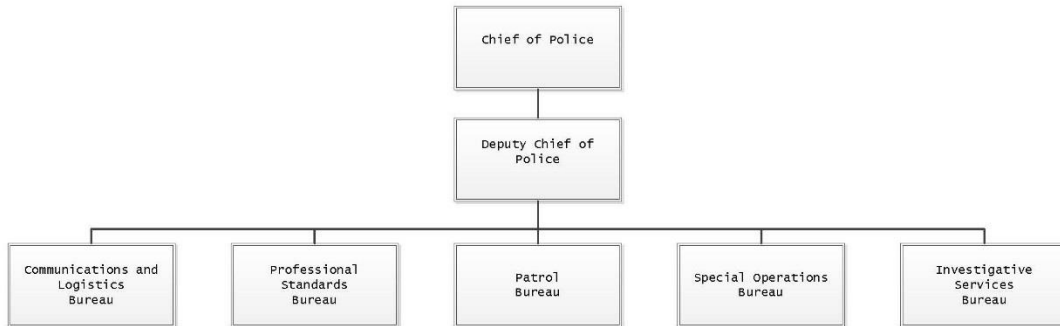 Chief of Police
Deputy Chief of
Police
Communications and
Logistics
Bureau
Professional
Standards
Bureau
Patrol
Bureau
Special Operations
Bureau
Investigative
Services
Bureau